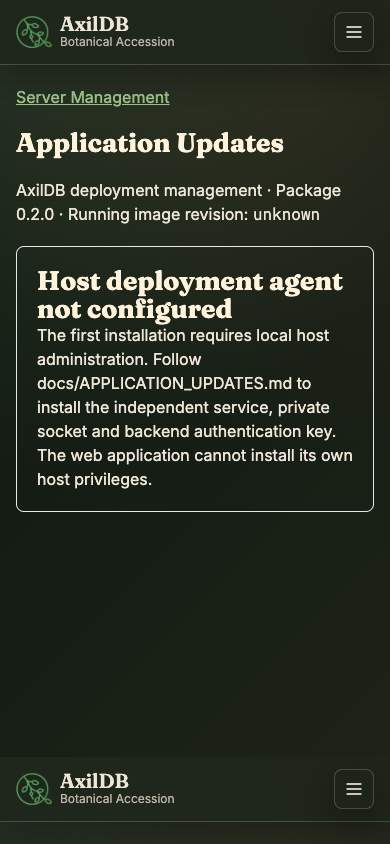 AxilDB
Botanical Accession
Server Management
Application Updates
AxilDB deployment management · Package
0.2.0 · Running image revision: unknown
Host deployment agent
not configured
The first installation requires local host
administration. Follow
docs/APPLICATION_UPDATES.md to
install the independent service, private
socket and backend authentication key.
The web application cannot install its own
host privileges.
AxilDB
Botanical Accession